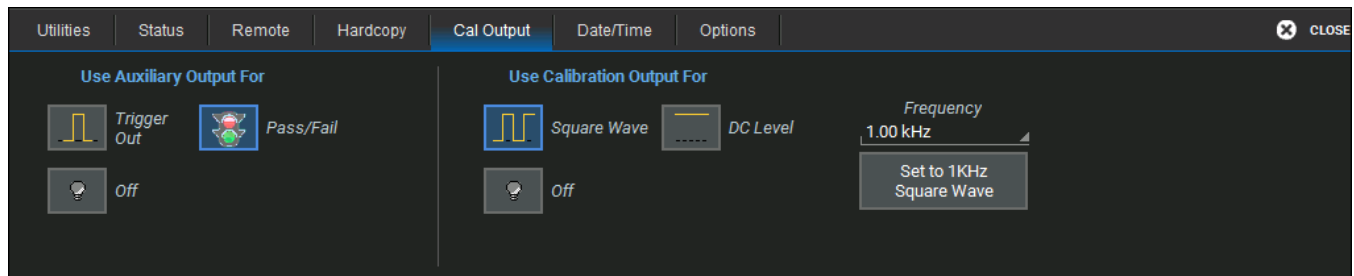 Utilities Status Remote Hardcopy Cal Output Date/Time Options CLOSE
Use Auxiliary Output For
Trigger
Out
Pass/Fail
Off
Use Calibration Output For
Square Wave
DC Level
Off
Frequency
1.00 kHz
Set to 1KHz
Square Wave